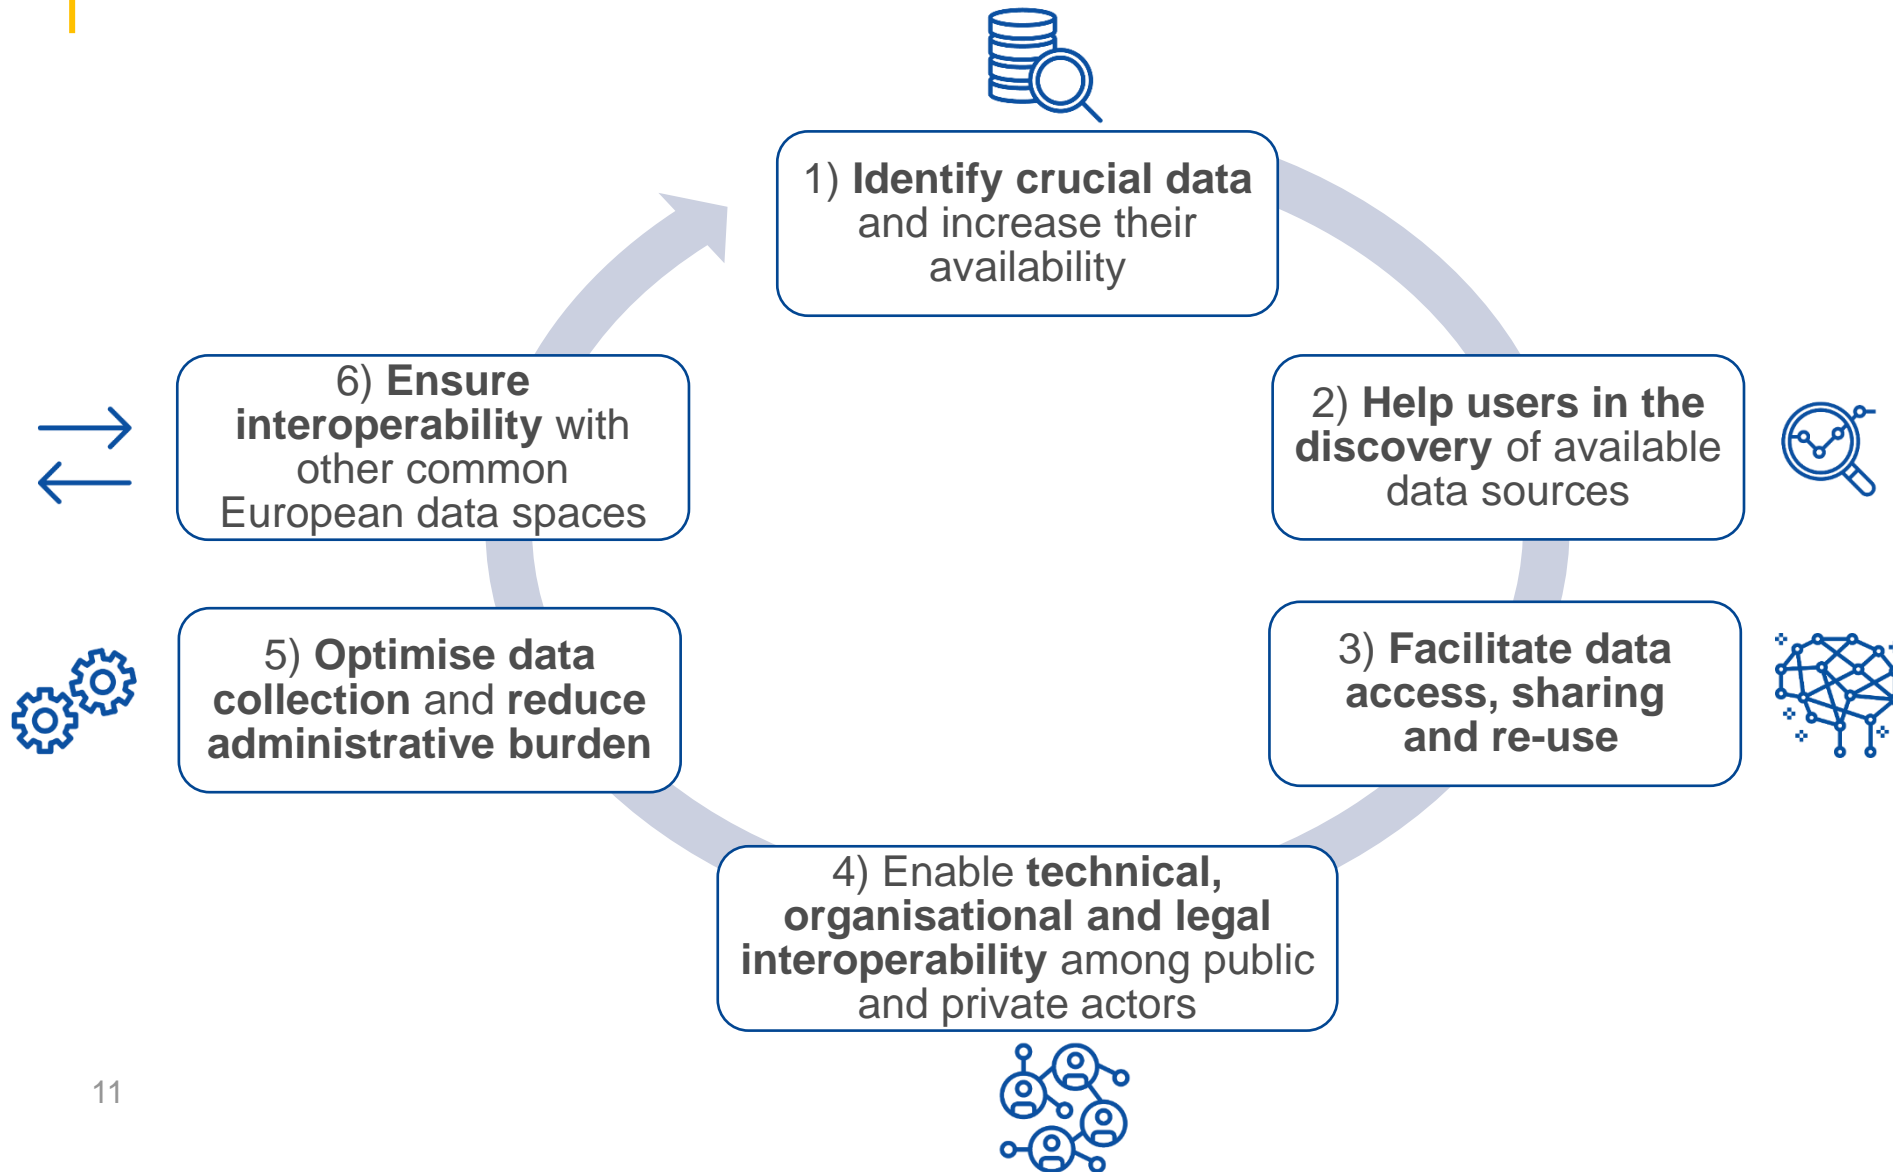 1) Identify crucial data
and increase their
availability
2) Help users in the
discovery of available
data sources
3) Facilitate data
access, sharing
and re-use
4) Enable technical,
organisational and legal
interoperability among public
and private actors
5) Optimise data
collection and reduce
administrative burden
6) Ensure
interoperability with
other common
European data spaces
11